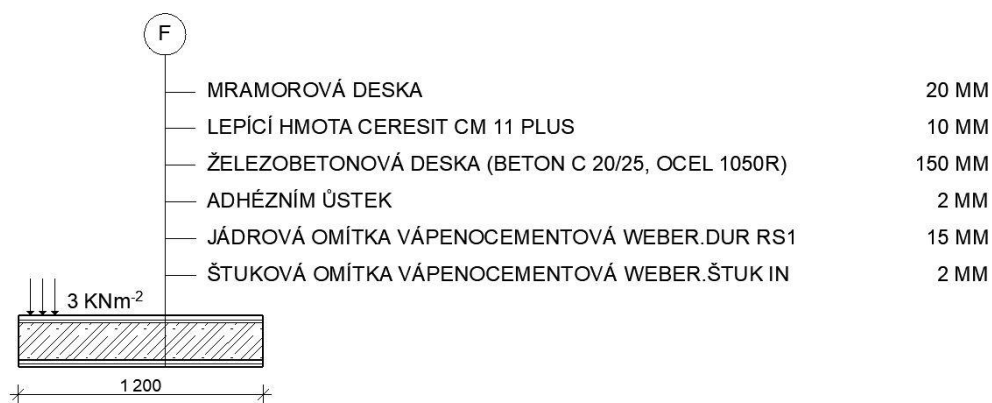 F
MRAMOROVÁ DESKA 20 MM
LEPÍCÍ HMOTA CERESIT CM 11 PLUS 10 MM
ŽELEZOBETONOVÁ DESKA (BETON C 20/25, OCEL 1050R) 150 MM
ADHÉZNÍM ŮSTEK 2 MM
JÁDROVÁ OMÍTKA VÁPENOCEMENTOVÁ WEBER.DUR RS1 15 MM
ŠTUKOVÁ OMÍTKA VÁPENOCEMENTOVÁ WEBER.ŠTUK IN 2 MM
3 KNm-2
1 200